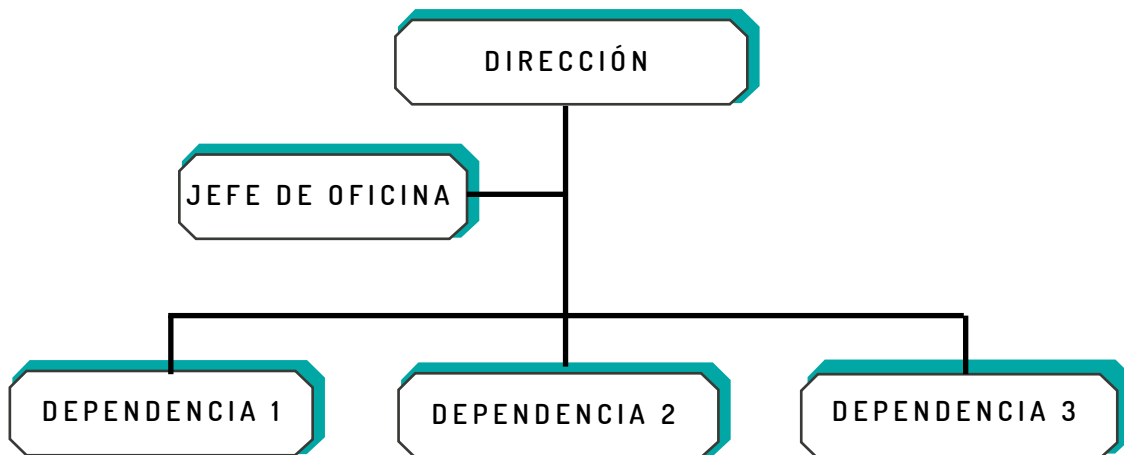 DIRECCIÓN
JEFE DE OFICINA
DEPENDENCIA 1
DEPENDENCIA 2
DEPENDENCIA 3